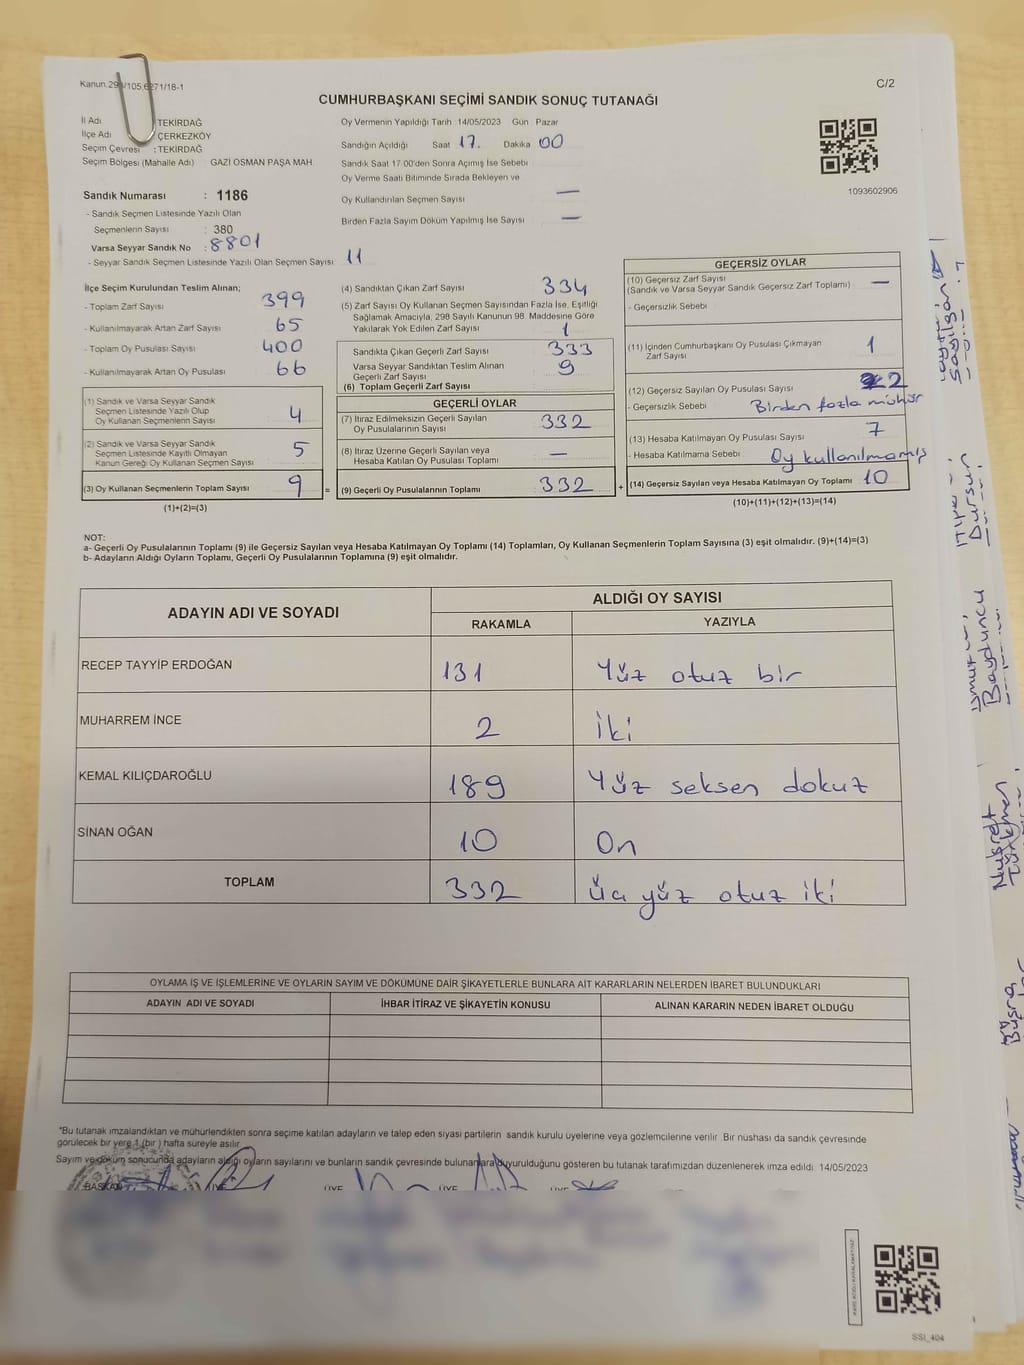 Kanun.298/105,6271/18-1
C/2
CUMHURBAŞKANI SEÇİMİ SANDIK SONUÇ TUTANAĞI
İl Adı : TEKİRDAĞ
İlçe Adı : ÇERKEZKÖY
Seçim Çevresi : TEKİRDAĞ
Seçim Bölgesi (Mahalle Adı) GAZİ OSMAN PAŞA MAH.
Sandık Numarası : 1186
- Sandık Seçmen Listesinde Yazılı Olan
Seçmenlerin Sayısı : 380
Varsa Seyyar Sandık No : 8801
- Seyyar Sandık Seçmen Listesinde Yazılı Olan Seçmen Sayısı 11
Oy Vermenin Yapıldığı Tarih 14/05/2023 Gün Pazar
Sandığın Açıldığı Saat 17. Dakika 00
Sandık Saat 17 00'den Sonra Açımış İse Sebebi
Oy Verme Saati Bitiminde Sırada Bekleyen ve
Oy Kullandırılan Seçmen Sayısı —
Birden Fazla Sayım Döküm Yapılmış İse Sayısı —
1093602906
İlçe Seçim Kurulundan Teslim Alınan;
- Toplam Zarf Sayısı 399
- Kullanılmayarak Artan Zarf Sayısı 65
- Toplam Oy Pusulası Sayısı 400
- Kullanılmayarak Artan Oy Pusulası 66
(1) Sandık ve Varsa Seyyar Sandık
Seçmen Listesinde Yazılı Olup
Oy Kullanan Seçmenlerin Sayısı 4
(2) Sandık ve Varsa Seyyar Sandık
Seçmen Listesinde Kayıtlı Olmayan
Kanun Gereği Oy Kullanan Seçmen Sayısı 5
(3) Oy Kullanan Seçmenlerin Toplam Sayısı 9 =
(1)+(2)=(3)
(4) Sandıktan Çıkan Zarf Sayısı 334
(5) Zarf Sayısı Oy Kullanan Seçmen Sayısından Fazla İse, Eşitliği
Sağlamak Amacıyla, 298 Sayılı Kanunun 98. Maddesine Göre
Yakılarak Yok Edilen Zarf Sayısı 1
Sandıkta Çıkan Geçerli Zarf Sayısı 333
Varsa Seyyar Sandıktan Teslim Alınan
Geçerli Zarf Sayısı 9
(6) Toplam Geçerli Zarf Sayısı
GEÇERLİ OYLAR
(7) İtiraz Edilmeksizin Geçerli Sayılan
Oy Pusulalarının Sayısı 332
(8) İtiraz Üzerine Geçerli Sayılan veya
Hesaba Katılan Oy Pusulası Toplamı —
(9) Geçerli Oy Pusulalarının Toplamı 332 +
GEÇERSİZ OYLAR
(10) Geçersiz Zarf Sayısı
(Sandık ve Varsa Seyyar Sandık Geçersiz Zarf Toplamı) —
- Geçersizlik Sebebi
(11) İçinden Cumhurbaşkanı Oy Pusulası Çıkmayan
Zarf Sayısı 1
(12) Geçersiz Sayılan Oy Pusulası Sayısı 2
- Geçersizlik Sebebi Birden fazla mühür
(13) Hesaba Katılmayan Oy Pusulası Sayısı 7
- Hesaba Katılmama Sebebi Oy kullanılmamış
(14) Geçersiz Sayılan veya Hesaba Katılmayan Oy Toplamı 10
(10)+(11)+(12)+(13)=(14)
NOT:
a- Geçerli Oy Pusulalarının Toplamı (9) ile Geçersiz Sayılan veya Hesaba Katılmayan Oy Toplamı (14) Toplamları, Oy Kullanan Seçmenlerin Toplam Sayısına (3) eşit olmalıdır. (9)+(14)=(3)
b- Adayların Aldığı Oyların Toplamı, Geçerli Oy Pusulalarının Toplamına (9) eşit olmalıdır.
ADAYIN ADI VE SOYADI
ALDIĞI OY SAYISI
RAKAMLA YAZIYLA
RECEP TAYYİP ERDOĞAN 131 Yüz otuz bir
MUHARREM İNCE 2 iki
KEMAL KILIÇDAROĞLU 189 Yüz seksen dokuz
SİNAN OĞAN 10 On
TOPLAM 332 üç yüz otuz iki
OYLAMA İŞ VE İŞLEMLERİNE VE OYLARIN SAYIM VE DÖKÜMÜNE DAİR ŞİKAYETLERLE BUNLARA AİT KARARLARIN NELERDEN İBARET BULUNDUKLARI
ADAYIN ADI VE SOYADI İHBAR İTİRAZ VE ŞİKAYETİN KONUSU ALINAN KARARIN NEDEN İBARET OLDUĞU
*Bu tutanak imzalandıktan ve mühürlendikten sonra seçime katılan adayların ve talep eden siyasi partilerin sandık kurulu üyelerine veya gözlemcilerine verilir. Bir nüshası da sandık çevresinde
görülecek bir yere 1 (bir ) hafta süreyle asılır.
Sayım ve döküm sonucunda adayların aldığı oyların sayılarını ve bunların sandık çevresinde bulunanlara duyurulduğunu gösteren bu tutanak tarafımızdan düzenlenerek imza edildi. 14/05/2023
BAŞKAN ÜYE ÜYE ÜYE ÜYE
SSI_404
Saygılgan
Dursun
Bayduncu
Nusret
Türkmen
Büşra